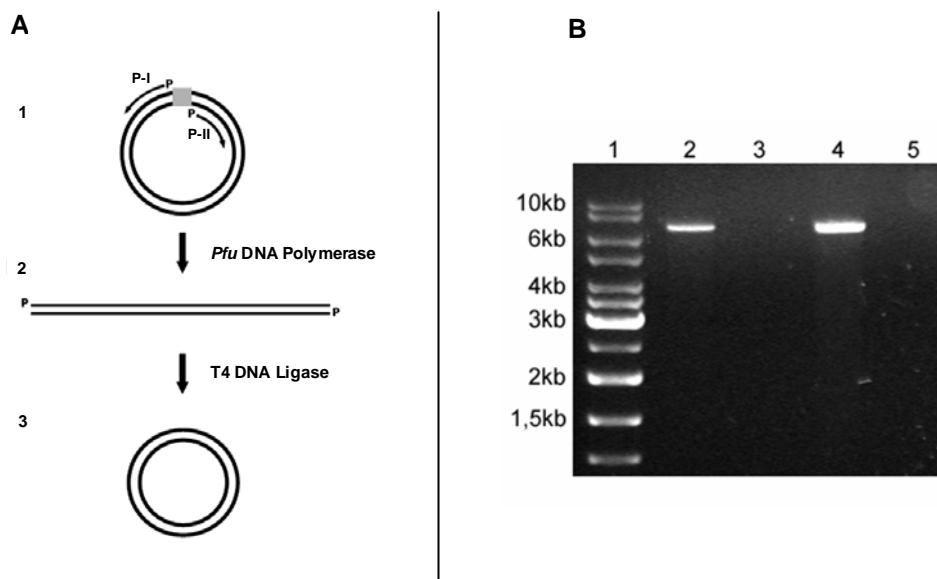 A
1
P-I
P
P
P-II
Pfu DNA Polymerase
2
P
P
T4 DNA Ligase
3
B
1 2 3 4 5
10kb
6kb
4kb
3kb
2kb
1,5kb